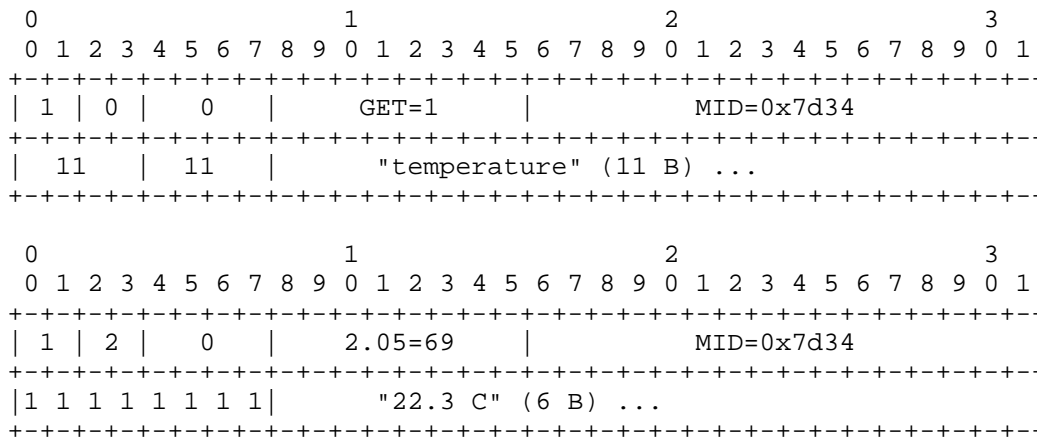 0                   1                   2                   3
 0 1 2 3 4 5 6 7 8 9 0 1 2 3 4 5 6 7 8 9 0 1 2 3 4 5 6 7 8 9 0 1
+-+-+-+-+-+-+-+-+-+-+-+-+-+-+-+-+-+-+-+-+-+-+-+-+-+-+-+-+-+-+-+-
| 1 | 0 |   0   |     GET=1     |          MID=0x7d34
+-+-+-+-+-+-+-+-+-+-+-+-+-+-+-+-+-+-+-+-+-+-+-+-+-+-+-+-+-+-+-+-
|  11   |  11   |      "temperature" (11 B) ...
+-+-+-+-+-+-+-+-+-+-+-+-+-+-+-+-+-+-+-+-+-+-+-+-+-+-+-+-+-+-+-+-
 0                   1                   2                   3
 0 1 2 3 4 5 6 7 8 9 0 1 2 3 4 5 6 7 8 9 0 1 2 3 4 5 6 7 8 9 0 1
+-+-+-+-+-+-+-+-+-+-+-+-+-+-+-+-+-+-+-+-+-+-+-+-+-+-+-+-+-+-+-+-
| 1 | 2 |   0   |    2.05=69    |          MID=0x7d34
+-+-+-+-+-+-+-+-+-+-+-+-+-+-+-+-+-+-+-+-+-+-+-+-+-+-+-+-+-+-+-+-
|1 1 1 1 1 1 1 1|      "22.3 C" (6 B) ...
+-+-+-+-+-+-+-+-+-+-+-+-+-+-+-+-+-+-+-+-+-+-+-+-+-+-+-+-+-+-+-+-